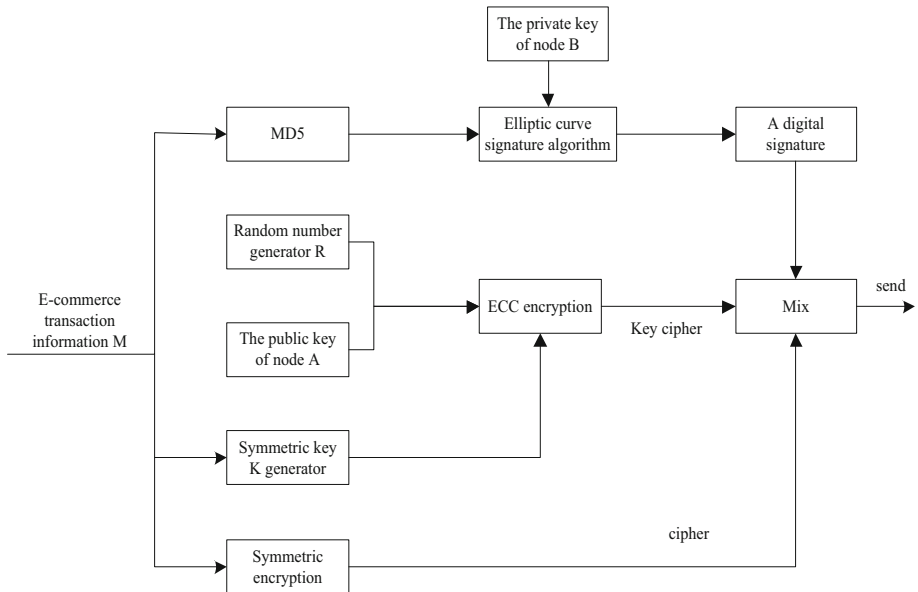 The private key
of node B
MD5
Elliptic curve
signature algorithm
A digital
signature
Random number
generator R
E-commerce
transaction
information M
The public key
of node A
ECC encryption
Key cipher
Mix
send
Symmetric key
K generator
Symmetric
encryption
cipher